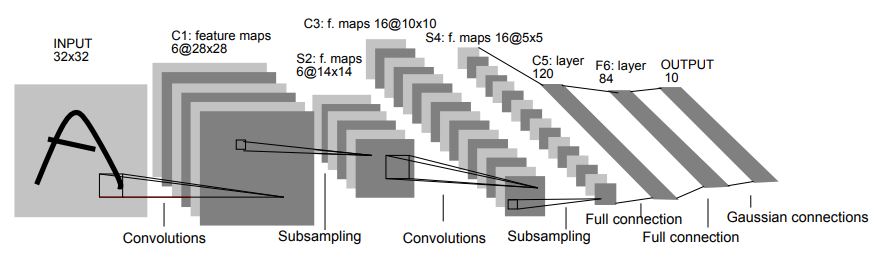 INPUT
32x32
C1: feature maps
6@28x28
S2: f. maps
6@14x14
C3: f. maps 16@10x10
S4: f. maps 16@5x5
C5: layer
120
F6: layer
84
OUTPUT
10
A
Convolutions
Subsampling
Convolutions
Subsampling
Full connection
Full connection
Gaussian connections